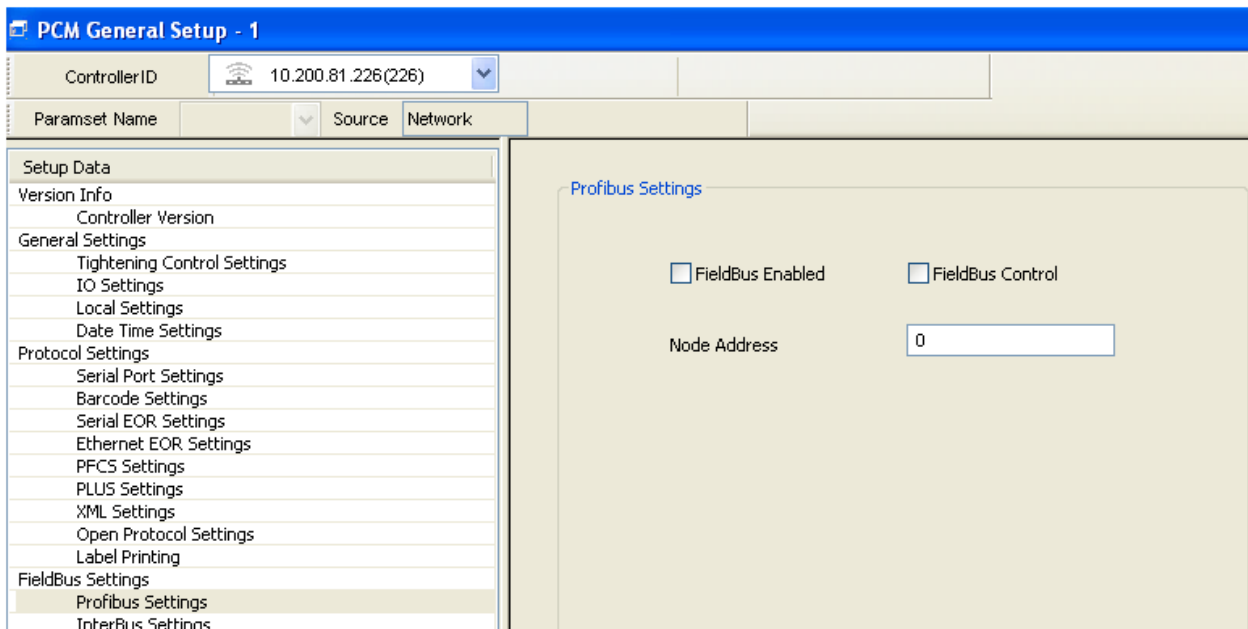 PCM General Setup - 1
ControllerID 10.200.81.226(226)
Paramset Name Source Network
Setup Data
Version Info
Controller Version
General Settings
Tightening Control Settings
IO Settings
Local Settings
Date Time Settings
Protocol Settings
Serial Port Settings
Barcode Settings
Serial EOR Settings
Ethernet EOR Settings
PFCS Settings
PLUS Settings
XML Settings
Open Protocol Settings
Label Printing
FieldBus Settings
Profibus Settings
InterBus Settings
Profibus Settings
FieldBus Enabled FieldBus Control
Node Address 0